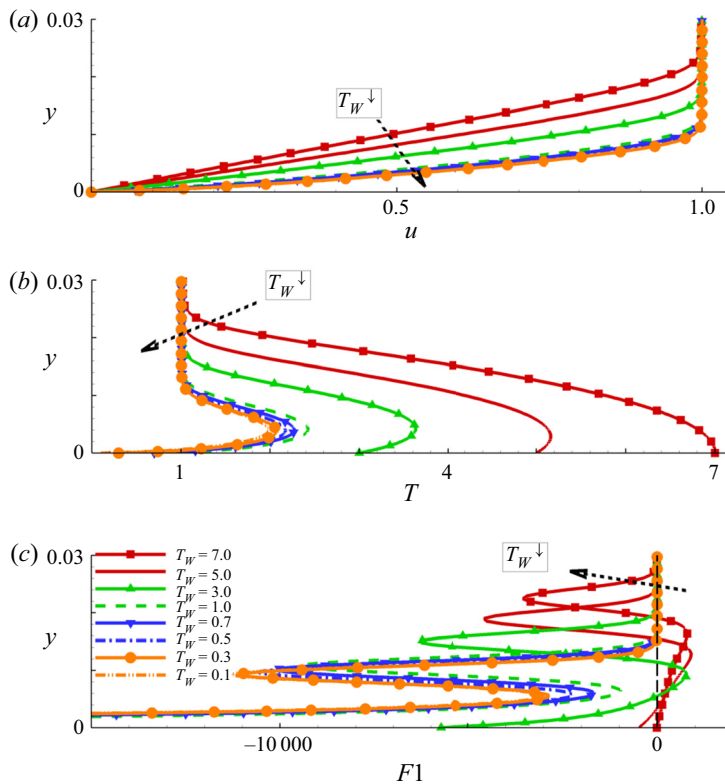 (a) 0.03
y
T_W↓
0
0.5 1.0
u
(b) 0.03
T_W↓
y
0
1 4 7
T
(c) 0.03
T_W = 7.0
T_W = 5.0
T_W = 3.0
T_W = 1.0
T_W = 0.7
T_W = 0.5
T_W = 0.3
T_W = 0.1
T_W↓
y
0
−10 000 0
F1